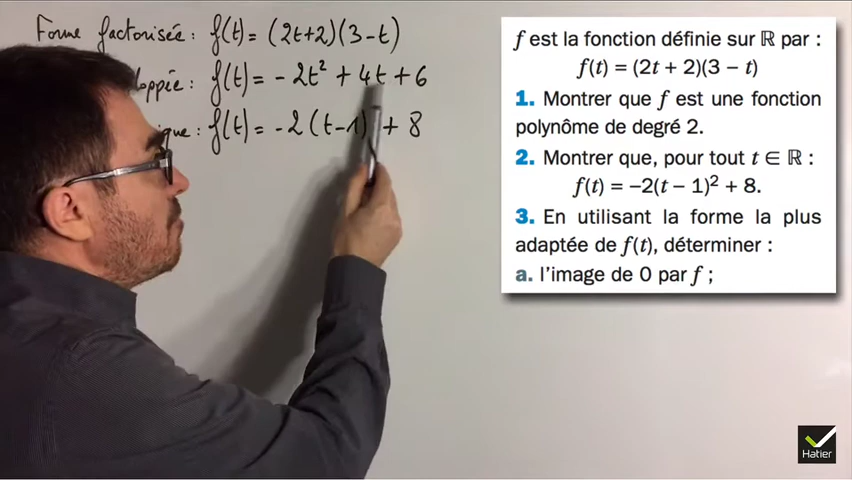 Forme factorisée : f(t) = (2t+2)(3-t)
oppée : f(t) = - 2t² + 4t + 6
ique : f(t) = -2 (t-1) + 8
f est la fonction définie sur ℝ par :
f(t) = (2t + 2)(3 − t)
1. Montrer que f est une fonction
polynôme de degré 2.
2. Montrer que, pour tout t ∈ ℝ :
f(t) = −2(t − 1)² + 8.
3. En utilisant la forme la plus
adaptée de f(t), déterminer :
a. l'image de 0 par f ;
Hatier